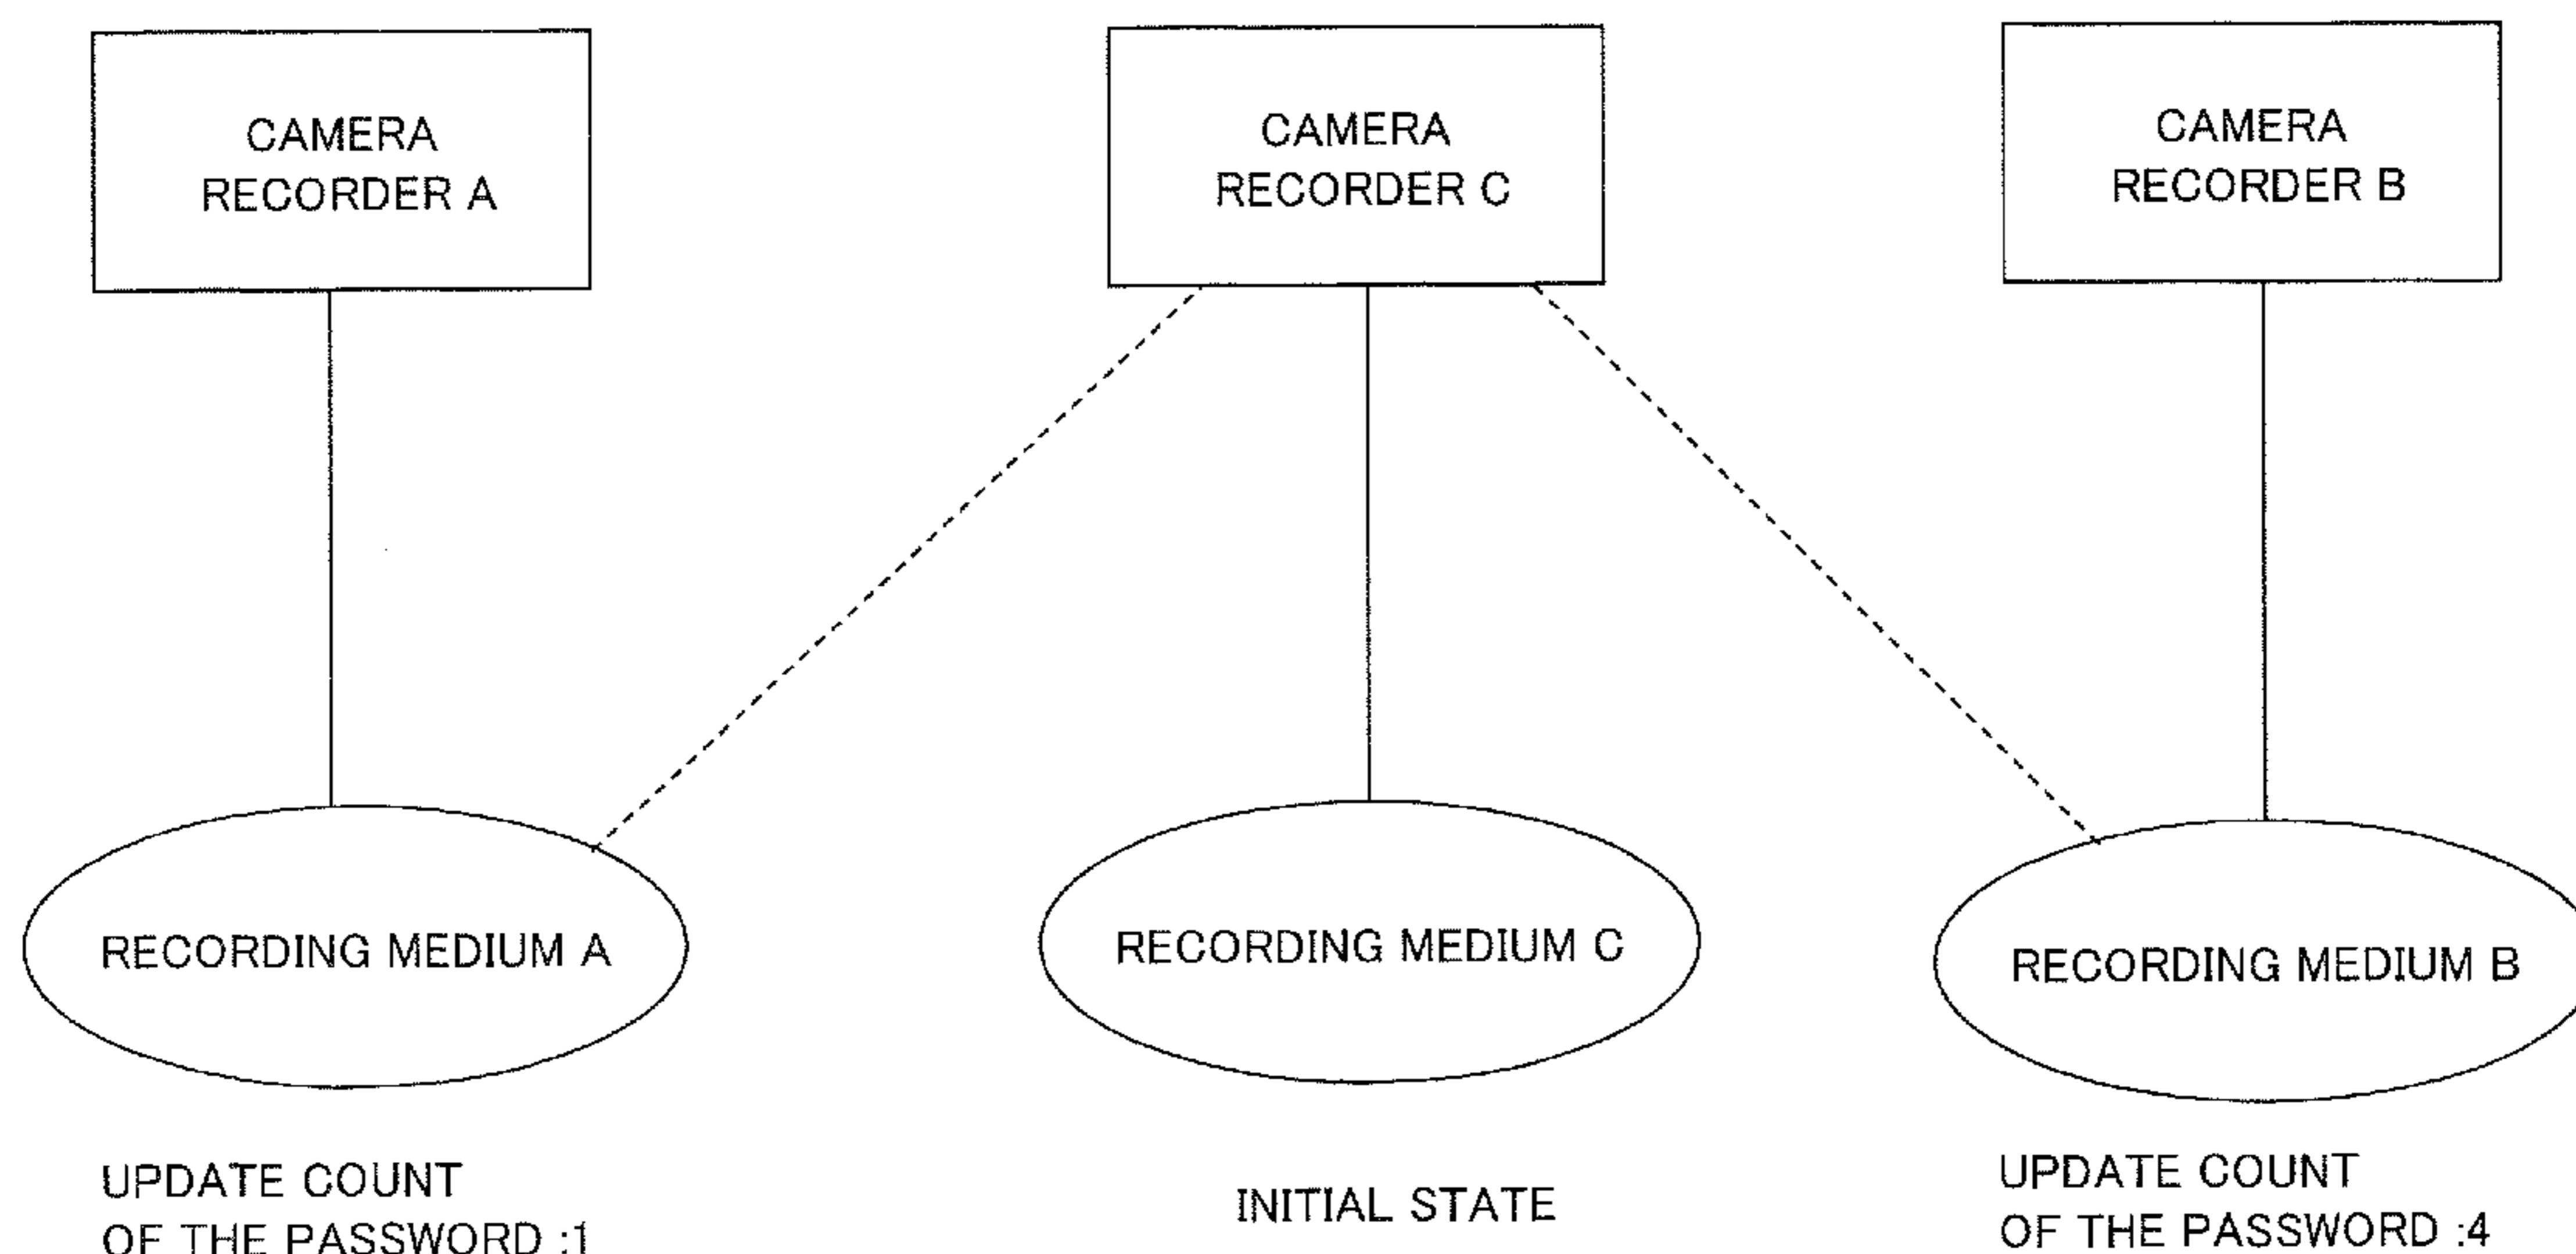 CAMERA
RECORDER A
CAMERA
RECORDER C
CAMERA
RECORDER B
RECORDING MEDIUM A
RECORDING MEDIUM C
RECORDING MEDIUM B
UPDATE COUNT
OF THE PASSWORD :1
INITIAL STATE
UPDATE COUNT
OF THE PASSWORD :4